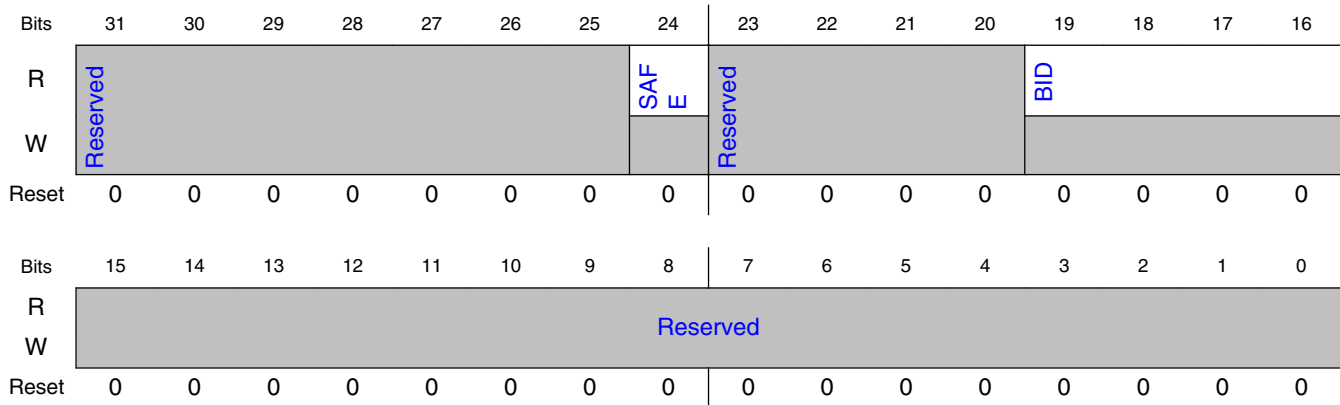 Bits 31 30 29 28 27 26 25 24 23 22 21 20 19 18 17 16
R Reserved SAF E Reserved BID
W
Reset 0 0 0 0 0 0 0 0 0 0 0 0 0 0 0 0
Bits 15 14 13 12 11 10 9 8 7 6 5 4 3 2 1 0
R
Reserved
W
Reset 0 0 0 0 0 0 0 0 0 0 0 0 0 0 0 0